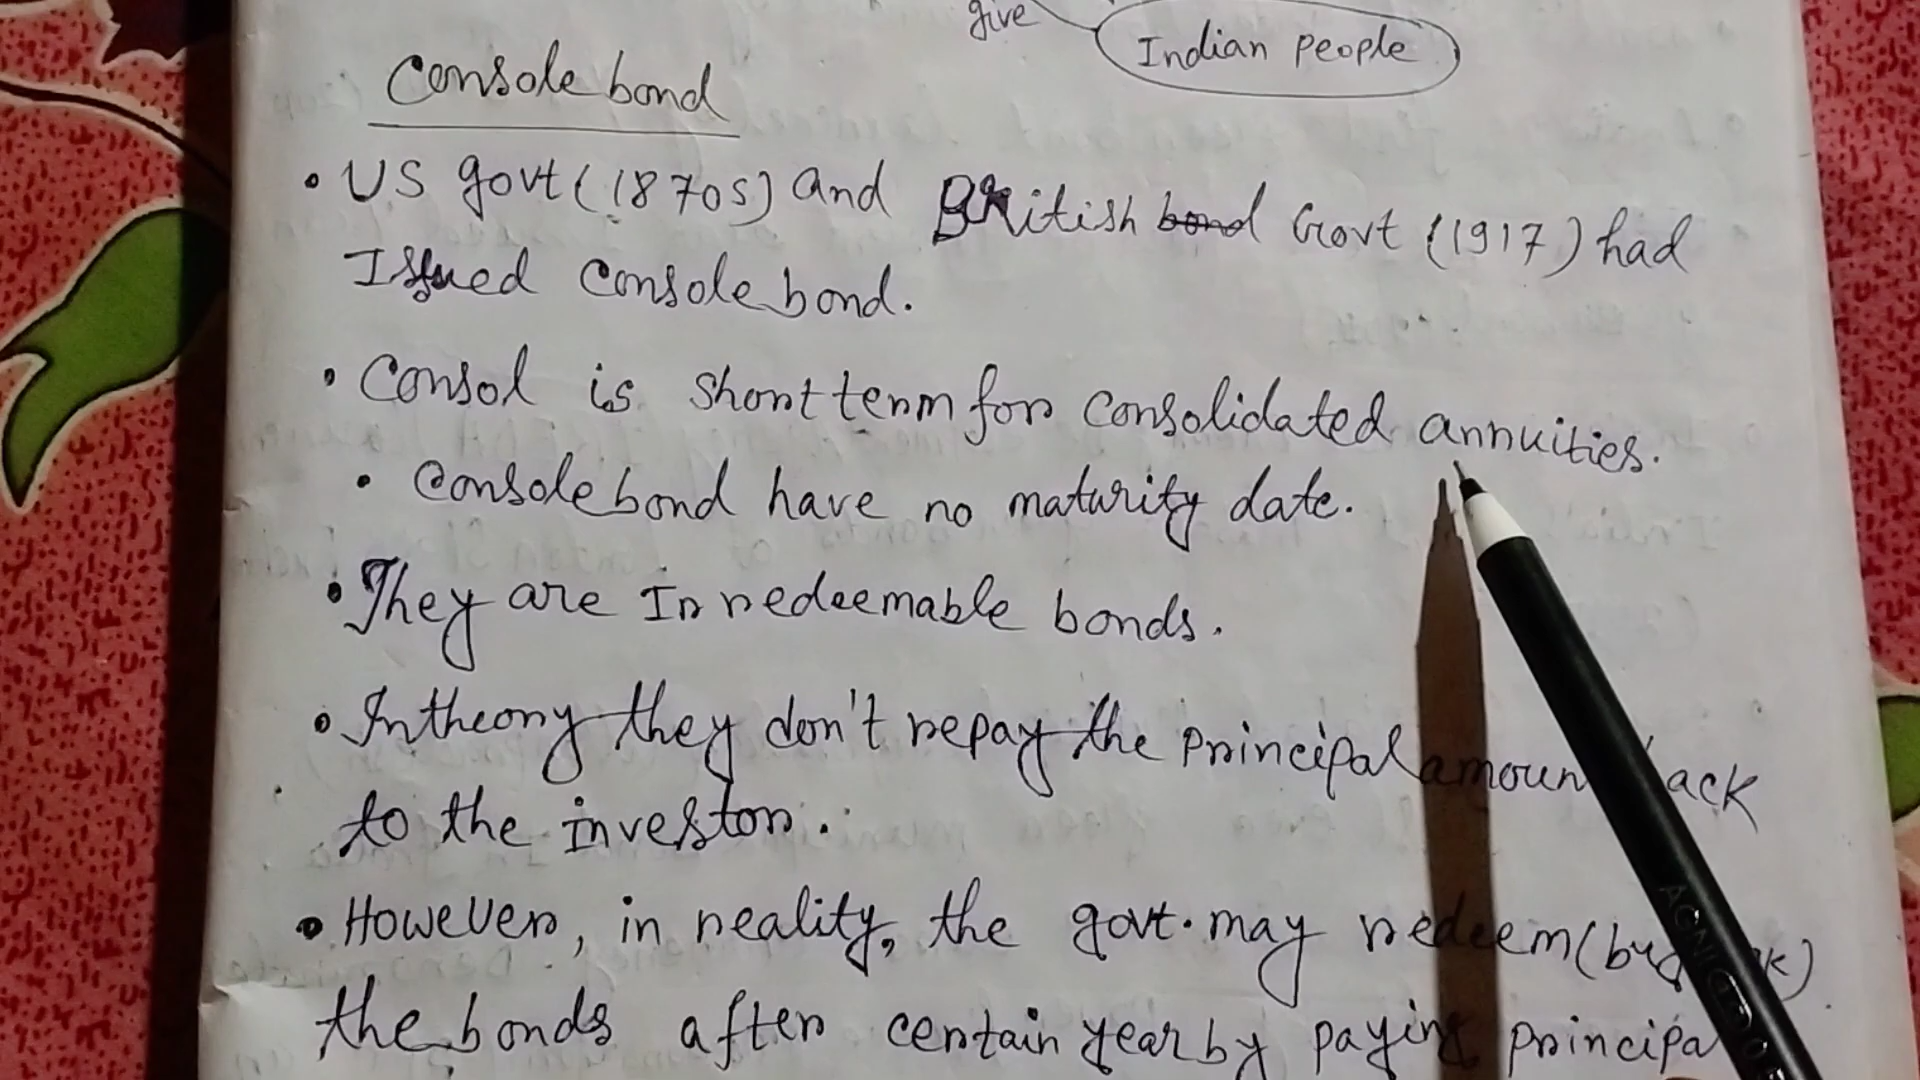 give
Indian people
Console bond
• US govt (1870s) and British bond Govt (1917) had
Issued console bond.
• Consol is short term for consolidated annuities.
• Console bond have no maturity date.
• They are Irredeemable bonds.
• In theory they don't repay the principal amoun ack
to the investor.
• However, in reality, the govt. may redeem (buy k)
the bonds after certain year by paying principa